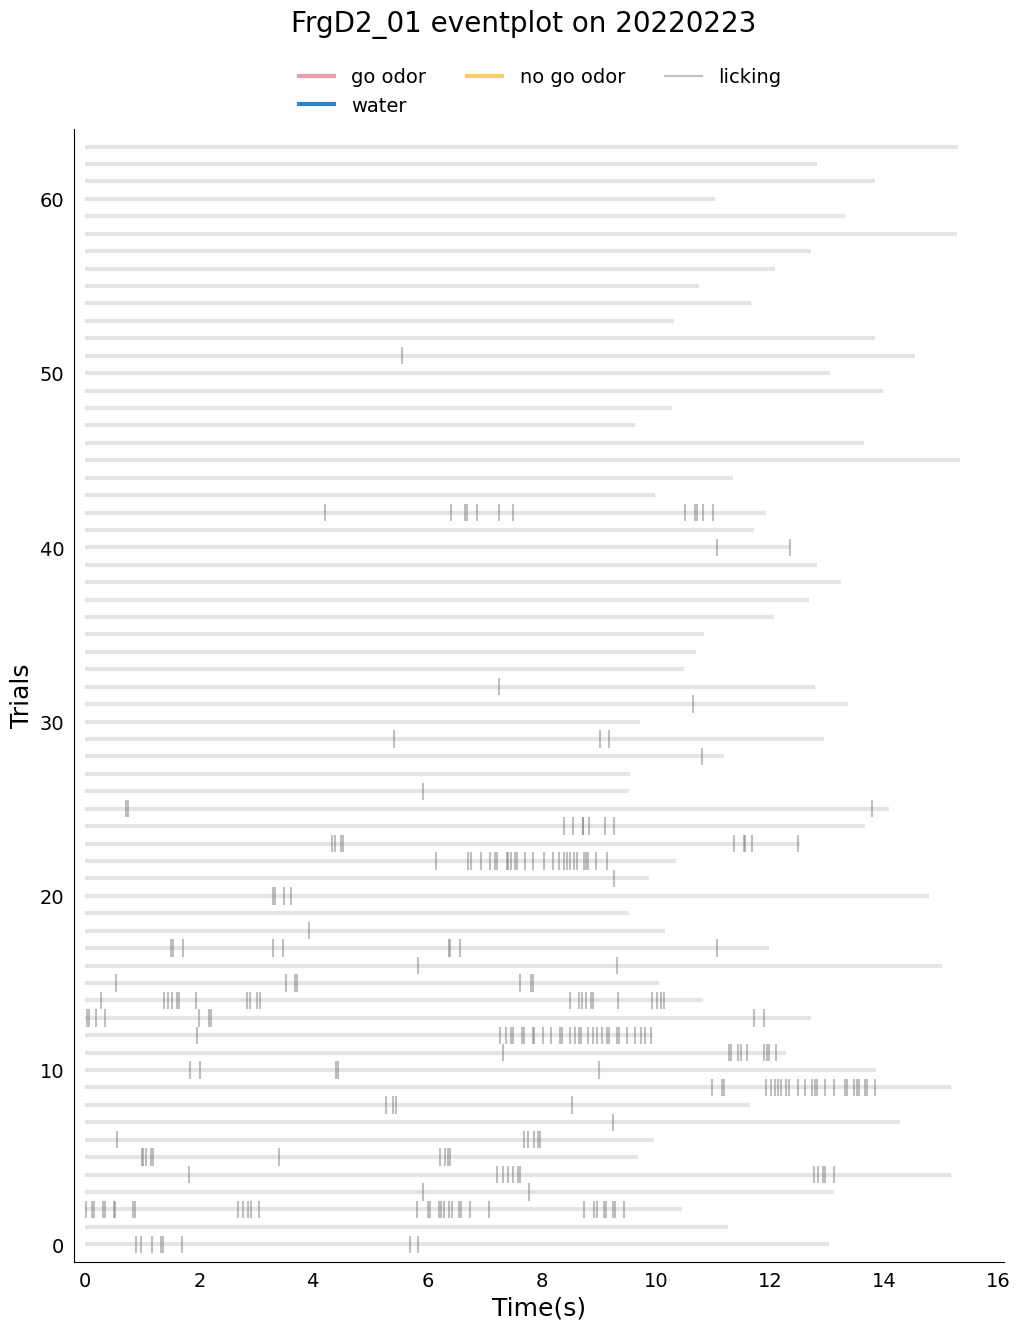 FrgD2_01 eventplot on 20220223
go odor
no go odor
licking
water
60
50
40
30
20
10
0
Trials
0 2 4 6 8 10 12 14 16
Time(s)